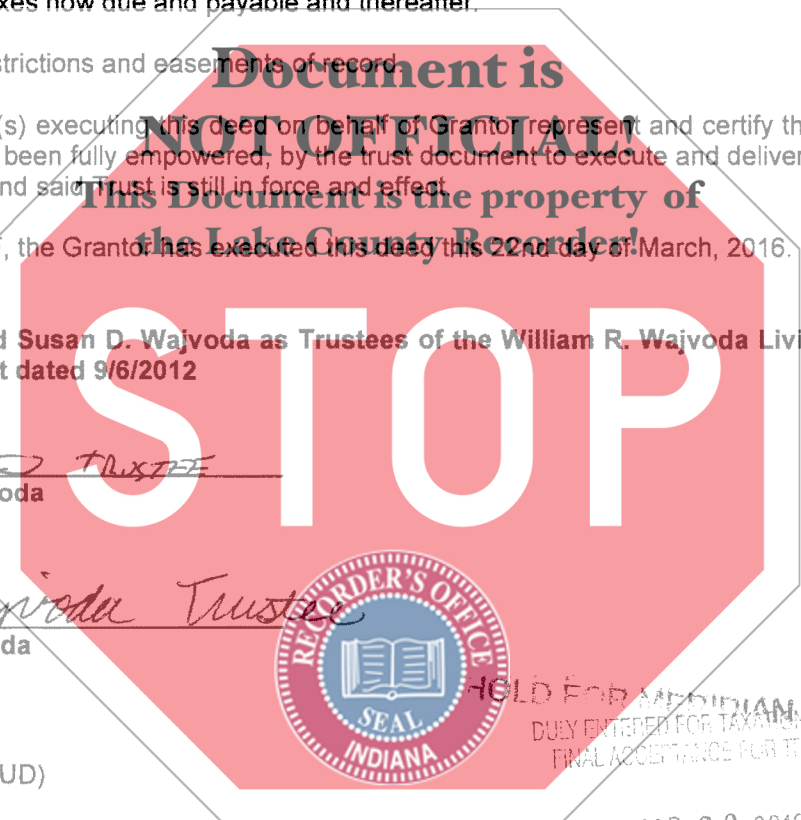 xes now due and payable and thereafter.
strictions and easements of record.
Document is
(s) executing this deed on behalf of Grantor represent and certify th
NOT OFFICIAL!
been fully empowered, by the trust document to execute and deliver
nd said Trust is still in force and effect.
This Document is the property of
the Lake County Recorder!
, the Grantor has executed this deed this 22nd day of March, 2016.
d Susan D. Wajvoda as Trustees of the William R. Wajvoda Livi
t dated 9/6/2012
STOP
TRUSTEE
oda
jvoda Trustee
da
RECORDER'S OFFICE
SEAL
INDIANA
HOLD FOR MERIDIAN
DULY ENTERED FOR TAXATION
FINAL ACCEPTANCE FOR TR
UD)